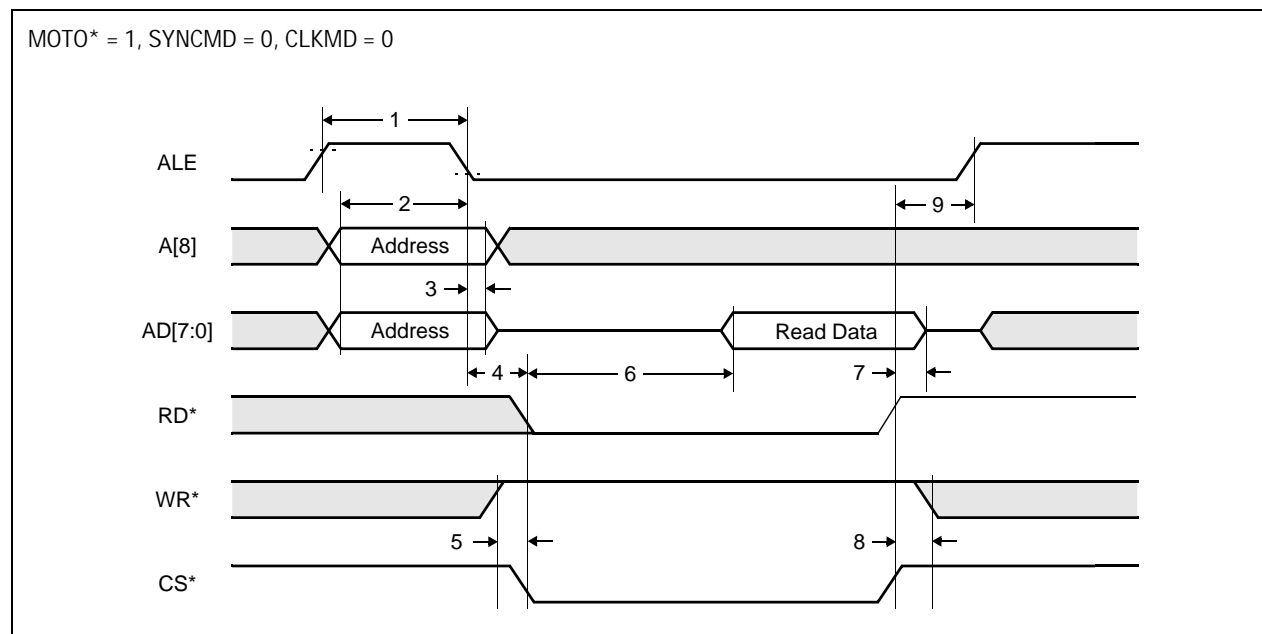 MOTO* = 1, SYNCMD = 0, CLKMD = 0
1
ALE
2
9
A[8]
Address
3
AD[7:0]
Address
Read Data
4
6
7
RD*
WR*
5
8
CS*